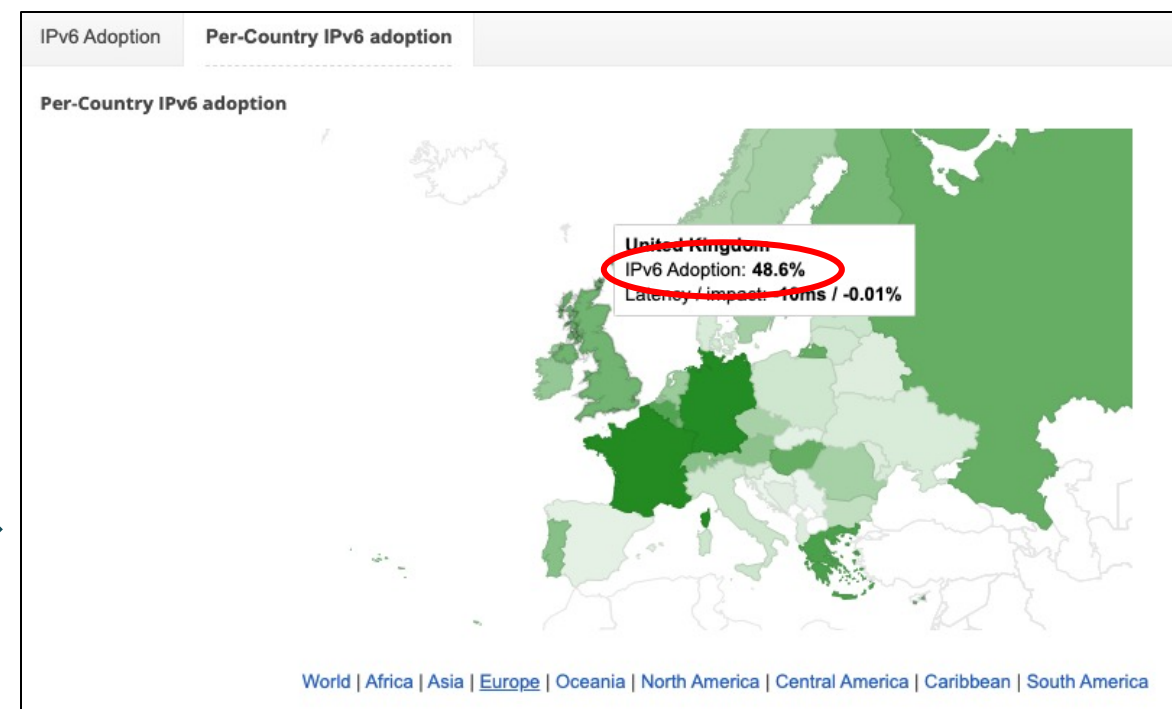 IPv6 Adoption Per-Country IPv6 adoption
Per-Country IPv6 adoption
United Kingdom
IPv6 Adoption: 48.6%
Latency / impact: -10ms / -0.01%
World | Africa | Asia | Europe | Oceania | North America | Central America | Caribbean | South America